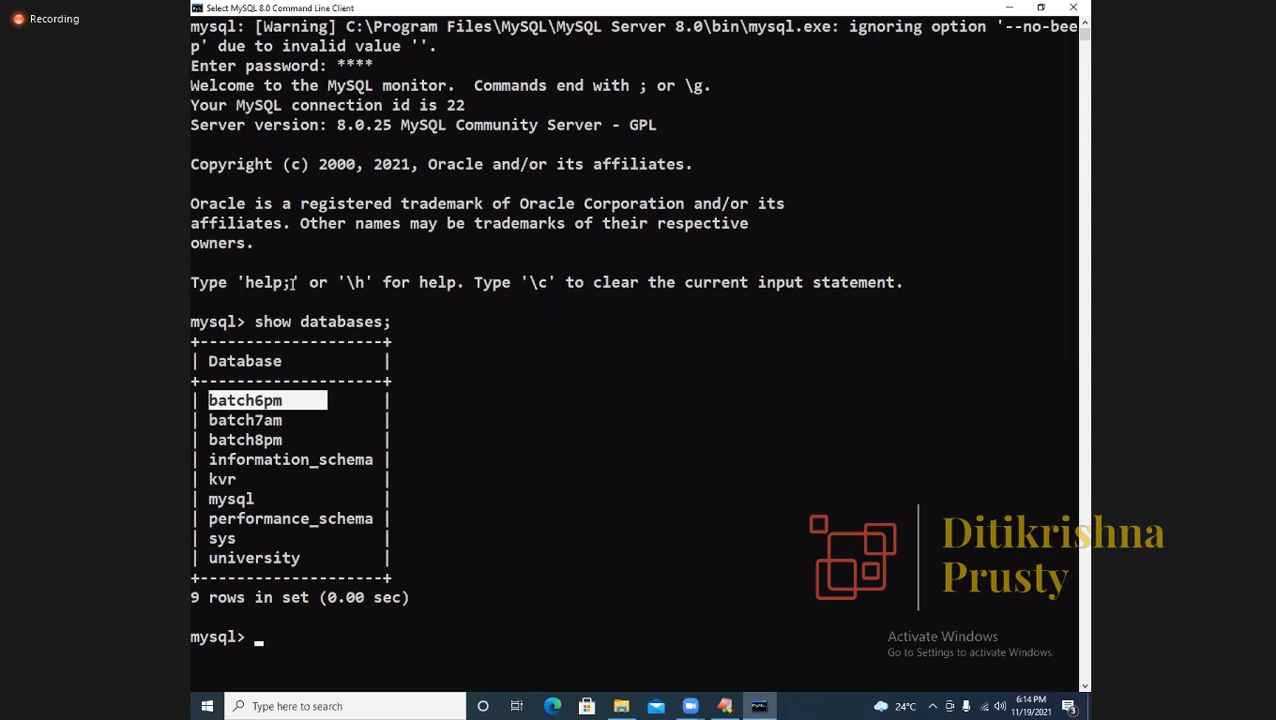 Recording
Select MySQL 8.0 Command Line Client
mysql: [Warning] C:\Program Files\MySQL\MySQL Server 8.0\bin\mysql.exe: ignoring option '--no-bee
p' due to invalid value ''.
Enter password: ****
Welcome to the MySQL monitor.  Commands end with ; or \g.
Your MySQL connection id is 22
Server version: 8.0.25 MySQL Community Server - GPL
Copyright (c) 2000, 2021, Oracle and/or its affiliates.
Oracle is a registered trademark of Oracle Corporation and/or its
affiliates. Other names may be trademarks of their respective
owners.
Type 'help;' or '\h' for help. Type '\c' to clear the current input statement.
mysql> show databases;
+--------------------+
| Database           |
+--------------------+
| batch6pm           |
| batch7am           |
| batch8pm           |
| information_schema |
| kvr                |
| mysql              |
| performance_schema |
| sys                |
| university         |
+--------------------+
9 rows in set (0.00 sec)
mysql>
Ditikrishna
Prusty
Activate Windows
Go to Settings to activate Windows.
Type here to search
24°C
6:14 PM
11/19/2021
3